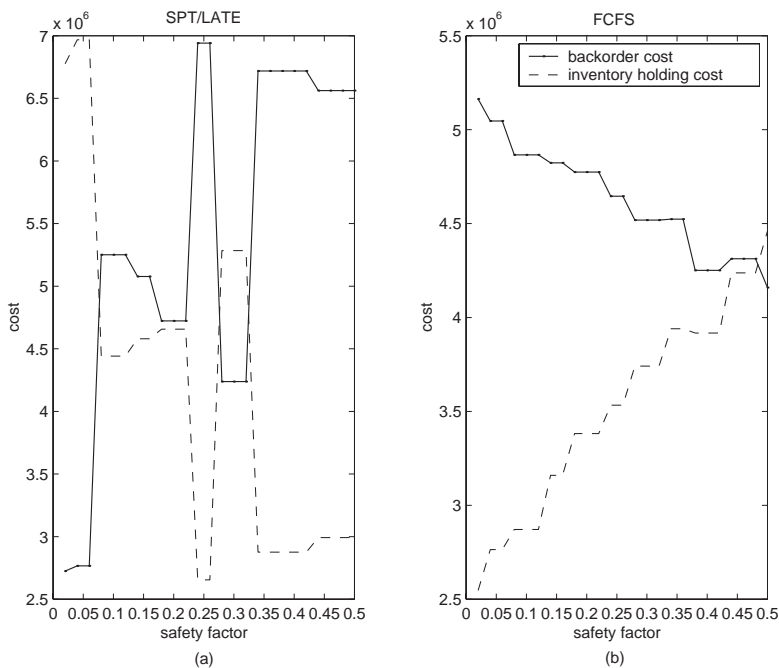 SPT/LATE
x 10^6
7
6.5
6
5.5
5
4.5
4
3.5
3
2.5
cost
0 0.05 0.1 0.15 0.2 0.25 0.3 0.35 0.4 0.45 0.5
safety factor
(a)
FCFS
x 10^6
5.5
5
4.5
4
3.5
3
2.5
cost
backorder cost
inventory holding cost
0 0.05 0.1 0.15 0.2 0.25 0.3 0.35 0.4 0.45 0.5
safety factor
(b)